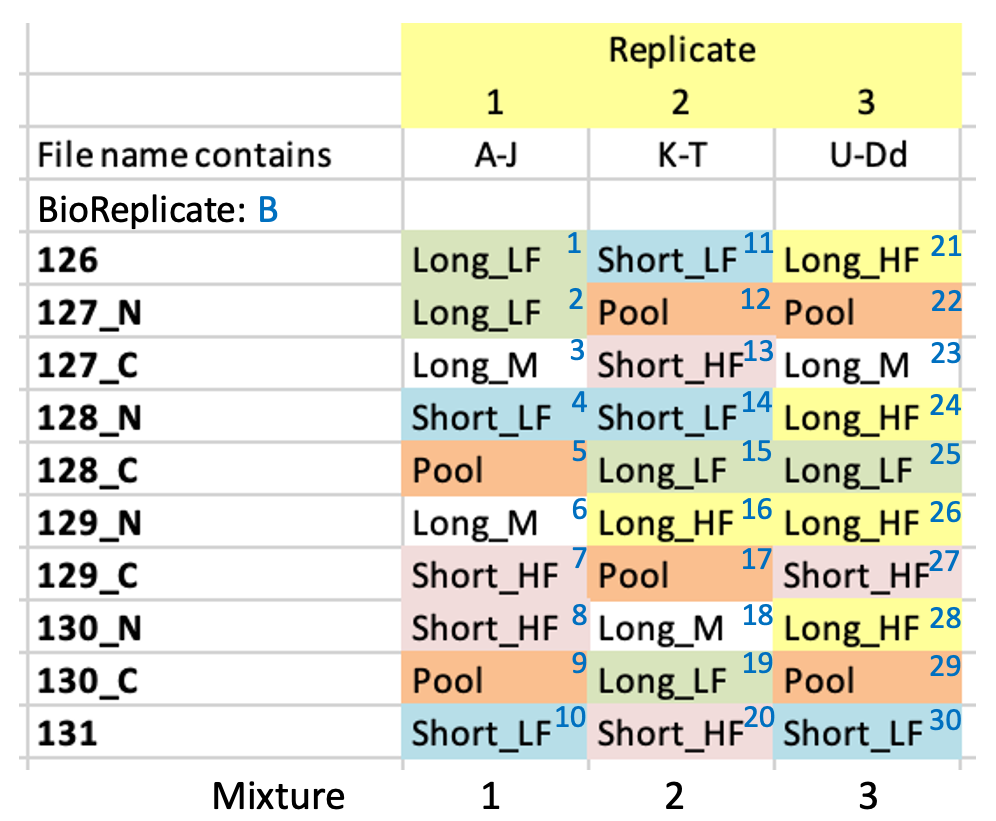 Replicate
1 2 3
File name contains A-J K-T U-Dd
BioReplicate: B
126 Long_LF 1 Short_LF 11 Long_HF 21
127_N Long_LF 2 Pool 12 Pool 22
127_C Long_M 3 Short_HF 13 Long_M 23
128_N Short_LF 4 Short_LF 14 Long_HF 24
128_C Pool 5 Long_LF 15 Long_LF 25
129_N Long_M 6 Long_HF 16 Long_HF 26
129_C Short_HF 7 Pool 17 Short_HF 27
130_N Short_HF 8 Long_M 18 Long_HF 28
130_C Pool 9 Long_LF 19 Pool 29
131 Short_LF 10 Short_HF 20 Short_LF 30
Mixture 1 2 3